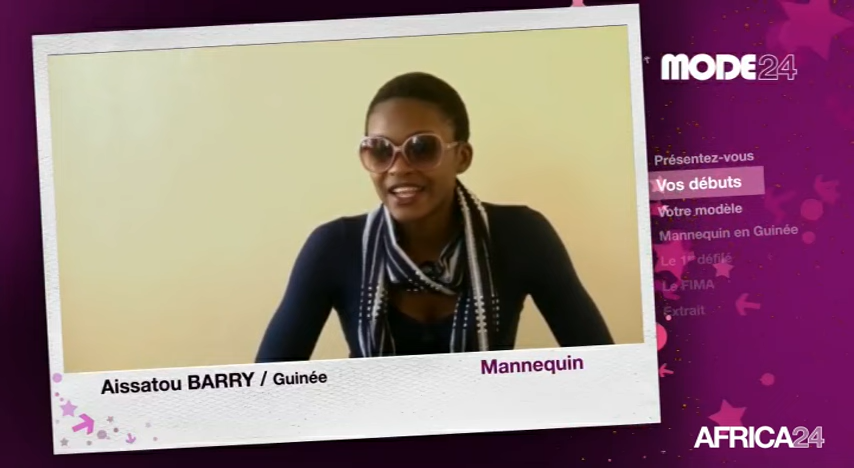 MODE24
Présentez-vous
Vos débuts
Votre modèle
Mannequin en Guinée
Le 1er défilé
Le FIMA
Extrait
Aissatou BARRY / Guinée
Mannequin
AFRICA24